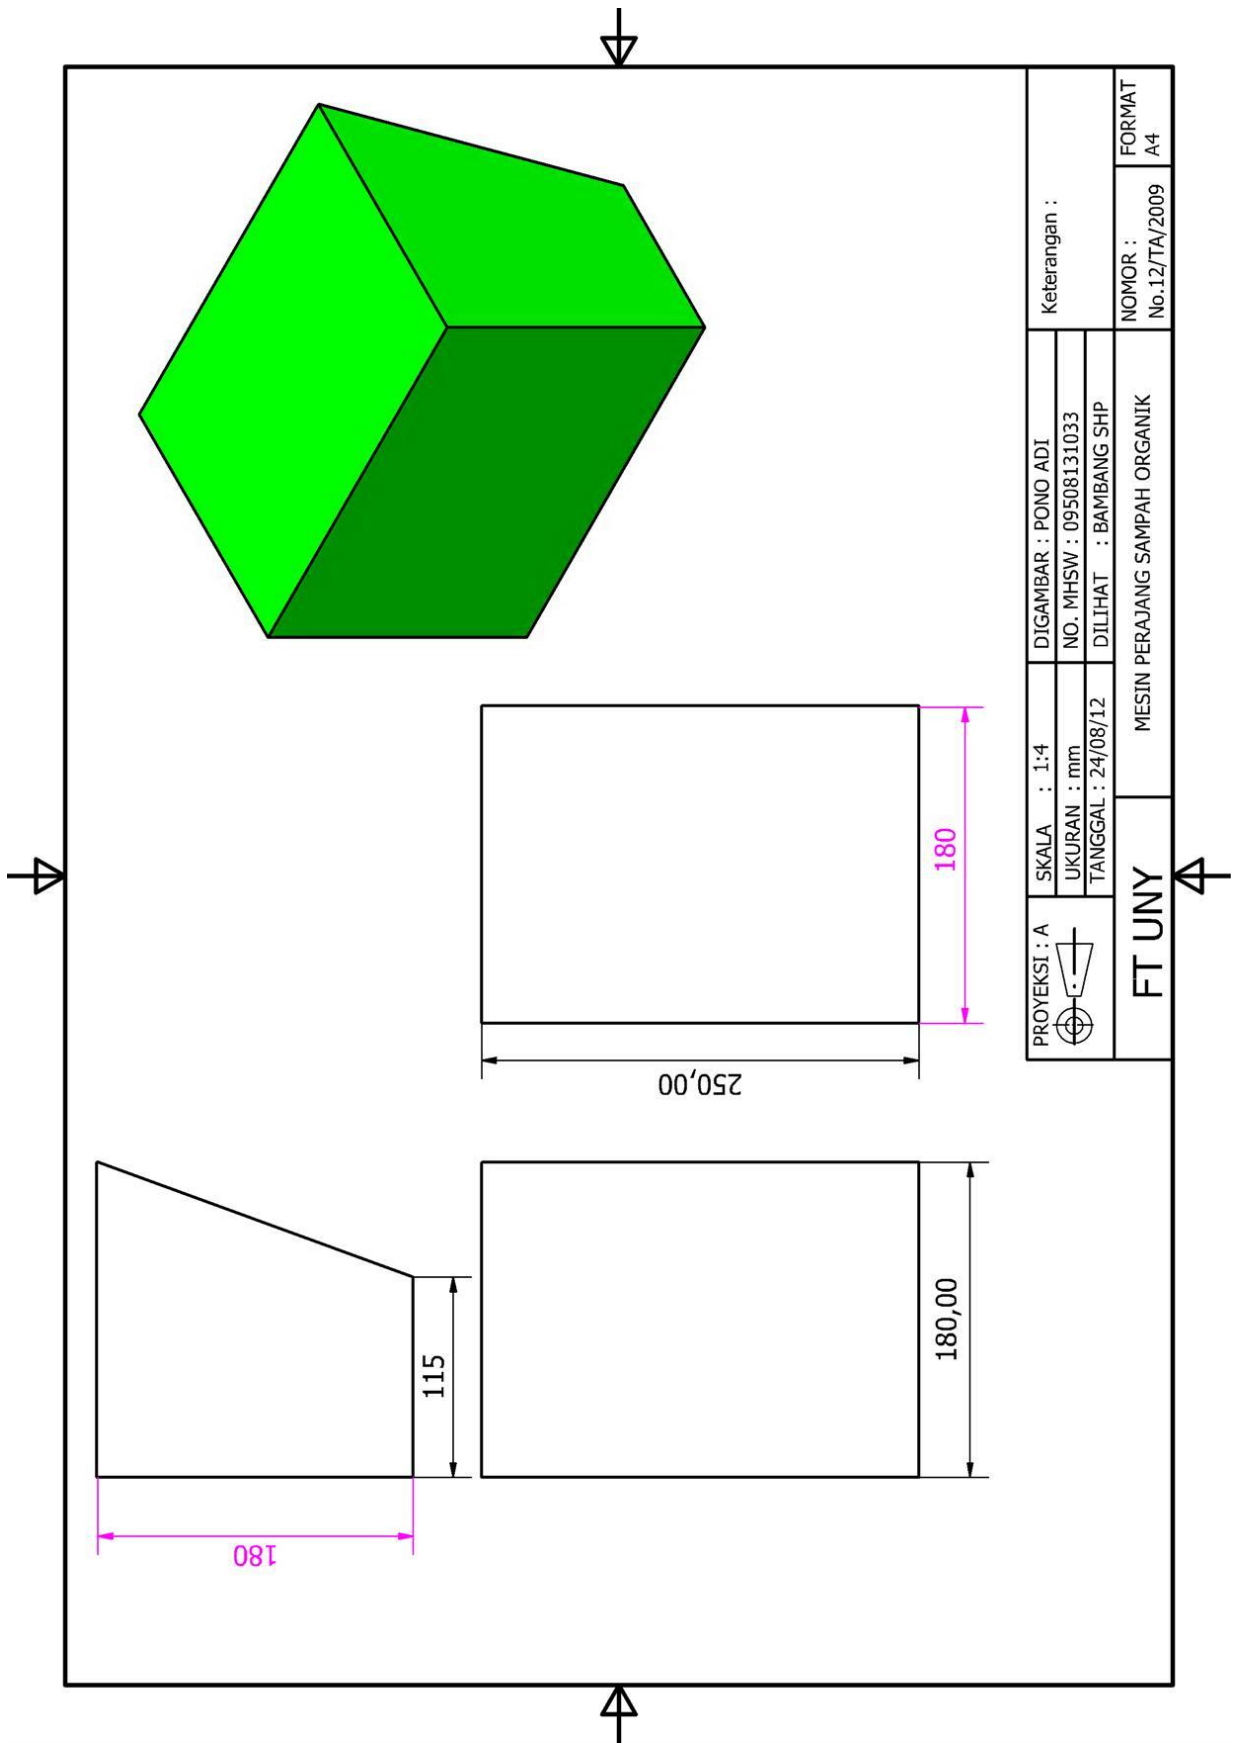 180
115
180,00
250,00
180
PROYEKSI : A
SKALA : 1:4
UKURAN : mm
TANGGAL : 24/08/12
DIGAMBAR : PONO ADI
NO. MHSW : 09508131033
DILIHAT : BAMBANG SHP
Keterangan :
FT UNY
MESIN PERAJANG SAMPAH ORGANIK
NOMOR :
No.12/TA/2009
FORMAT
A4